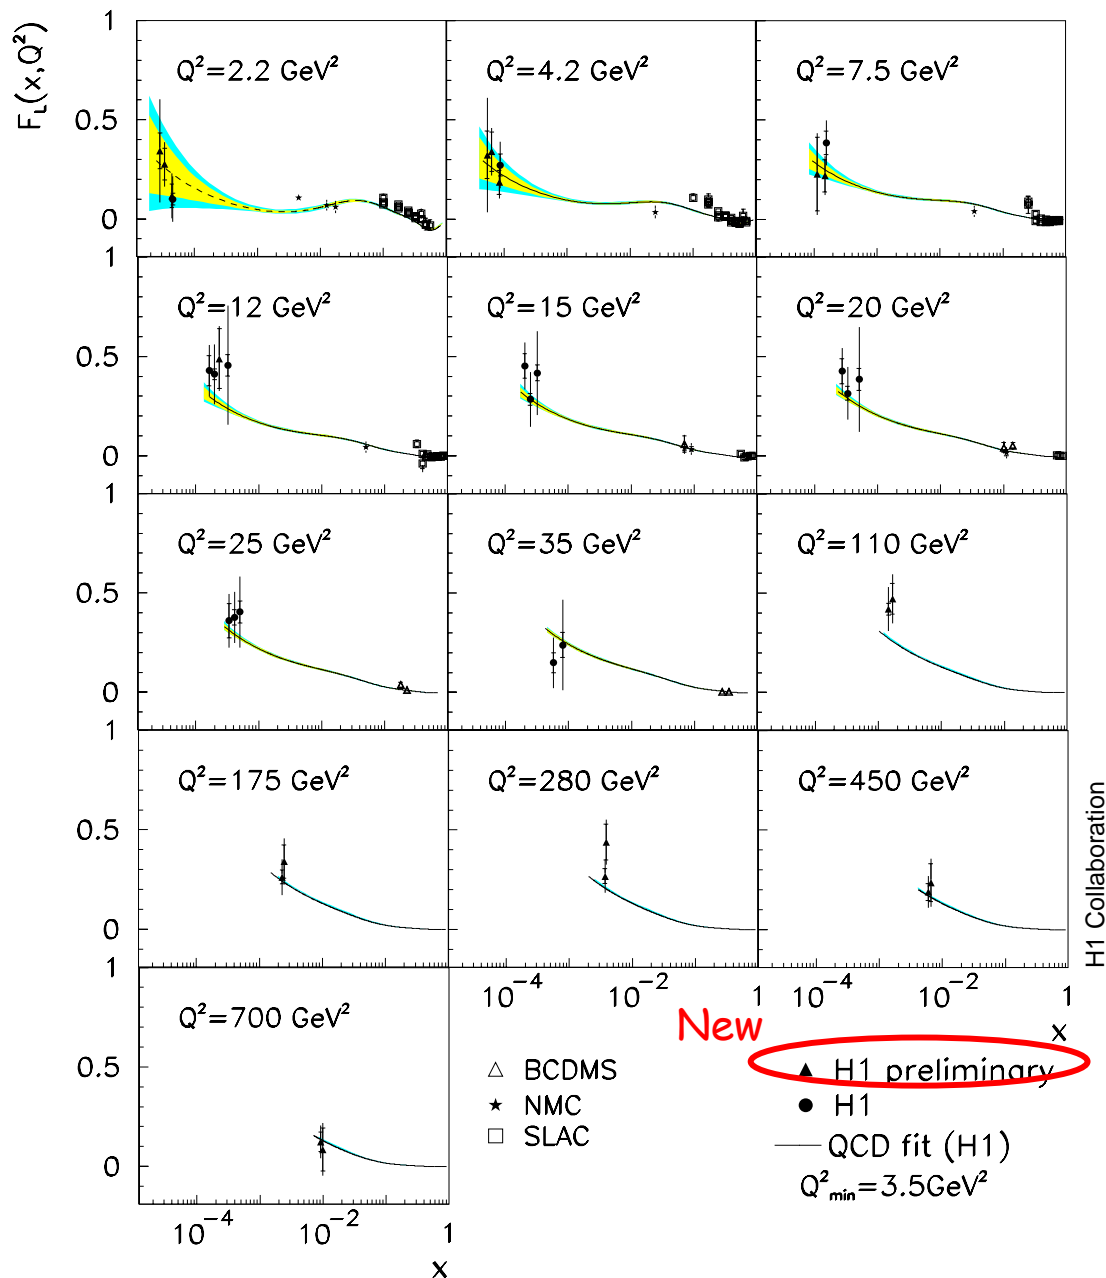 F_L(x,Q²)
1
Q²=2.2 GeV²
Q²=4.2 GeV²
Q²=7.5 GeV²
0.5
0
1
Q²=12 GeV²
Q²=15 GeV²
Q²=20 GeV²
0.5
0
1
Q²=25 GeV²
Q²=35 GeV²
Q²=110 GeV²
0.5
0
1
Q²=175 GeV²
Q²=280 GeV²
Q²=450 GeV²
0.5
0
H1 Collaboration
1
10⁻⁴ 10⁻² 1
10⁻⁴ 10⁻² 1
x
Q²=700 GeV²
0.5
0
10⁻⁴ 10⁻² 1
x
New
BCDMS
NMC
SLAC
H1 preliminary
H1
QCD fit (H1)
Q²min=3.5GeV²